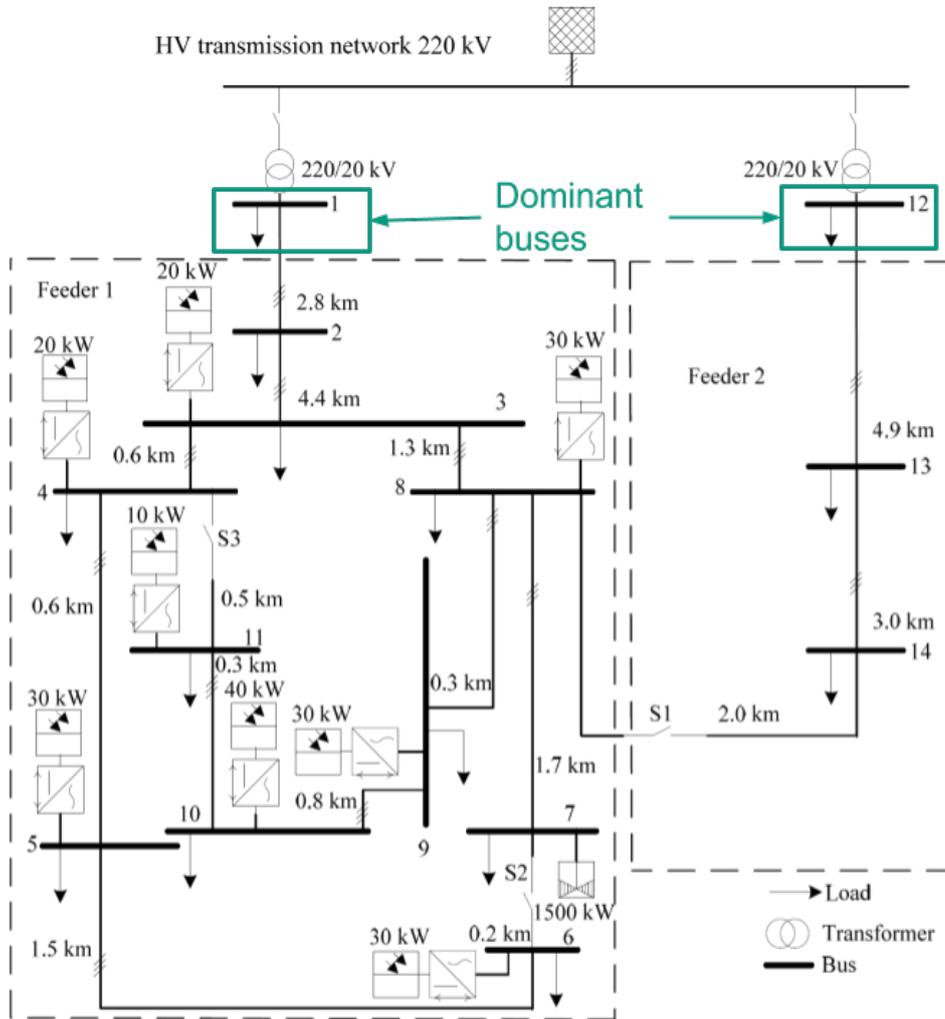 HV transmission network 220 kV
220/20 kV
220/20 kV
Dominant
buses
1
12
Feeder 1
20 kW
2.8 km
2
20 kW
30 kW
Feeder 2
4.4 km
3
0.6 km
1.3 km
4.9 km
13
4
8
10 kW
S3
0.6 km
0.5 km
3.0 km
11
14
0.3 km
30 kW
40 kW
0.3 km
30 kW
S1
2.0 km
1.7 km
0.8 km
10
7
5
9
S2
1500 kW
Load
1.5 km
30 kW
0.2 km
6
Transformer
Bus